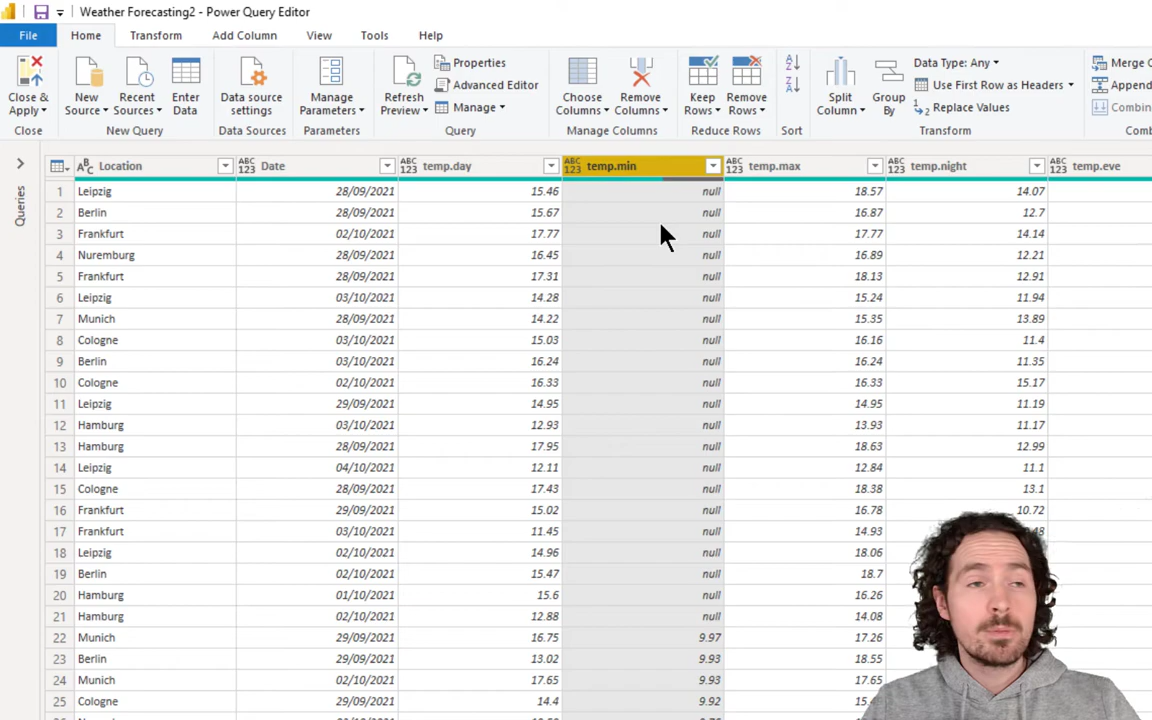 Weather Forecasting2 - Power Query Editor
File Home Transform Add Column View Tools Help
Close & Apply New Source Recent Sources Enter Data Data source settings Manage Parameters Refresh Preview Properties Advanced Editor Manage Choose Columns Remove Columns Keep Rows Remove Rows Split Column Group By Data Type: Any Use First Row as Headers 1 2 Replace Values Merge Append
Close New Query Data Sources Parameters Query Manage Columns Reduce Rows Sort Transform
Queries
A B C Location ABC 123 Date ABC 123 temp.day ABC 123 temp.min ABC 123 temp.max ABC 123 temp.night ABC 123 temp.eve
1 Leipzig 28/09/2021 15.46 null 18.57 14.07
2 Berlin 28/09/2021 15.67 null 16.87 12.7
3 Frankfurt 02/10/2021 17.77 null 17.77 14.14
4 Nuremburg 28/09/2021 16.45 null 16.89 12.21
5 Frankfurt 28/09/2021 17.31 null 18.13 12.91
6 Leipzig 03/10/2021 14.28 null 15.24 11.94
7 Munich 28/09/2021 14.22 null 15.35 13.89
8 Cologne 03/10/2021 15.03 null 16.16 11.4
9 Berlin 03/10/2021 16.24 null 16.24 11.35
10 Cologne 02/10/2021 16.33 null 16.33 15.17
11 Leipzig 29/09/2021 14.95 null 14.95 11.19
12 Hamburg 03/10/2021 12.93 null 13.93 11.17
13 Hamburg 28/09/2021 17.95 null 18.63 12.99
14 Leipzig 04/10/2021 12.11 null 12.84 11.1
15 Cologne 28/09/2021 17.43 null 18.38 13.1
16 Frankfurt 29/09/2021 15.02 null 16.78 10.72
17 Frankfurt 03/10/2021 11.45 null 14.93
18 Leipzig 02/10/2021 14.96 null 18.06
19 Berlin 02/10/2021 15.47 null 18.7
20 Hamburg 01/10/2021 15.6 null 16.26
21 Hamburg 02/10/2021 12.88 null 14.08
22 Munich 29/09/2021 16.75 9.97 17.26
23 Berlin 29/09/2021 13.02 9.93 18.55
24 Munich 02/10/2021 17.65 9.93 17.65
25 Cologne 29/09/2021 14.4 9.92